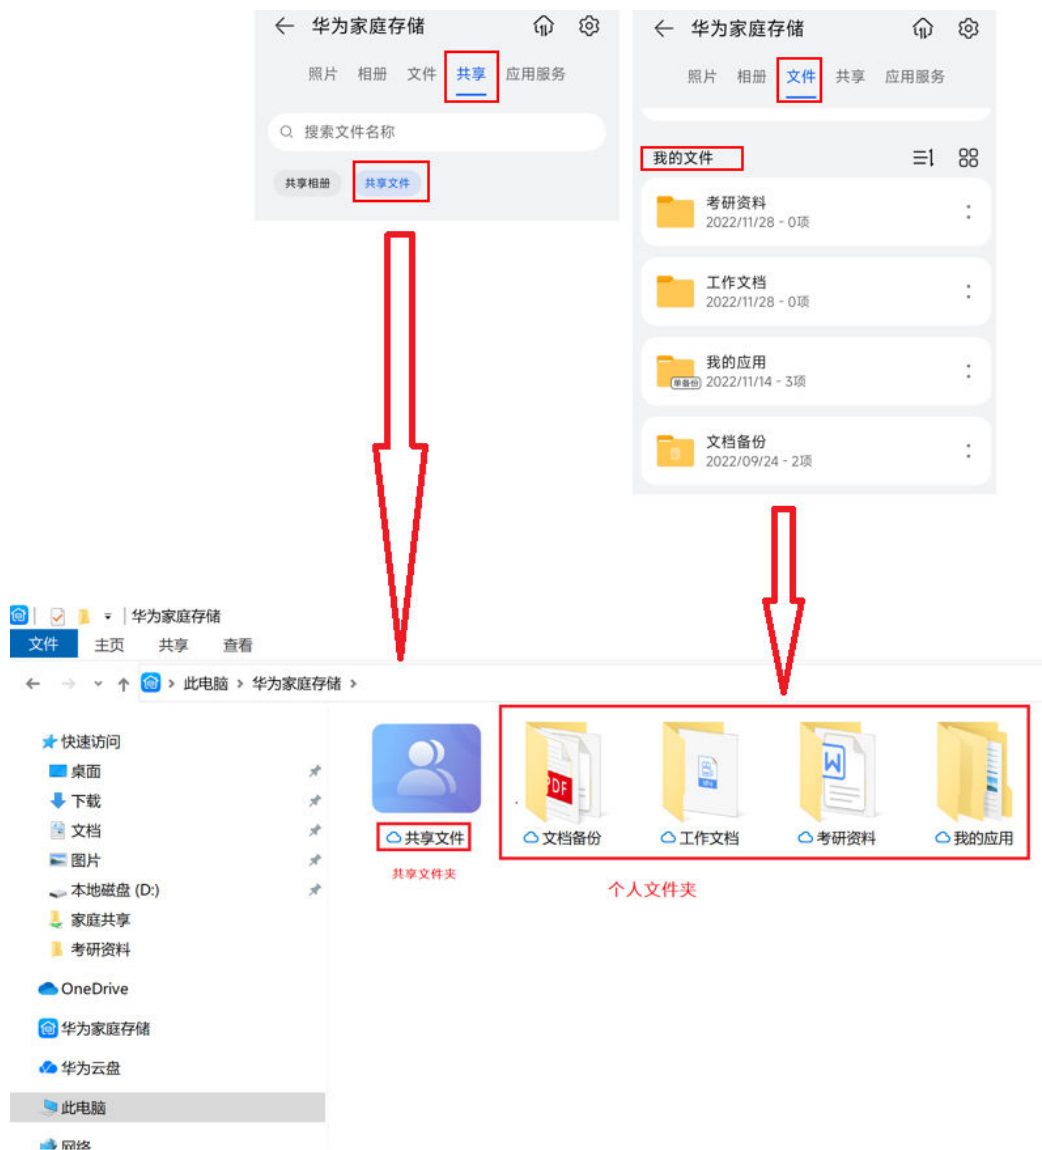 华为家庭存储
照片 相册 文件 共享 应用服务
搜索文件名称
共享相册 共享文件
华为家庭存储
照片 相册 文件 共享 应用服务
我的文件
考研资料
2022/11/28 - 0项
工作文档
2022/11/28 - 0项
我的应用
单备份 2022/11/14 - 3项
文档备份
2022/09/24 - 2项
华为家庭存储
文件 主页 共享 查看
此电脑 华为家庭存储
快速访问
桌面
下载
文档
图片
本地磁盘 (D:)
家庭共享
考研资料
OneDrive
华为家庭存储
华为云盘
此电脑
网络
PDF
W
共享文件 文档备份 工作文档 考研资料 我的应用
共享文件夹
个人文件夹